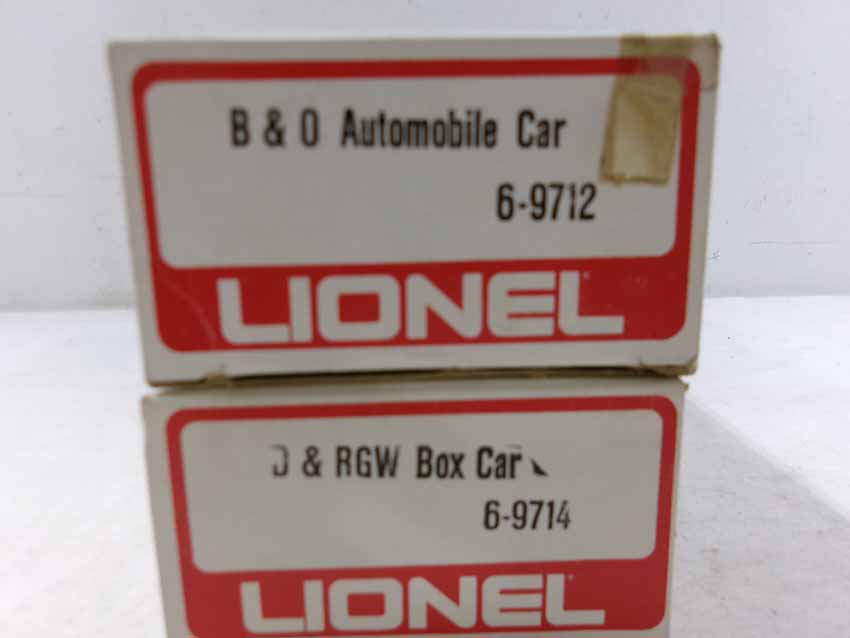 B & O Automobile Car
6-9712
LIONEL
D & RGW Box Car
6-9714
LIONEL